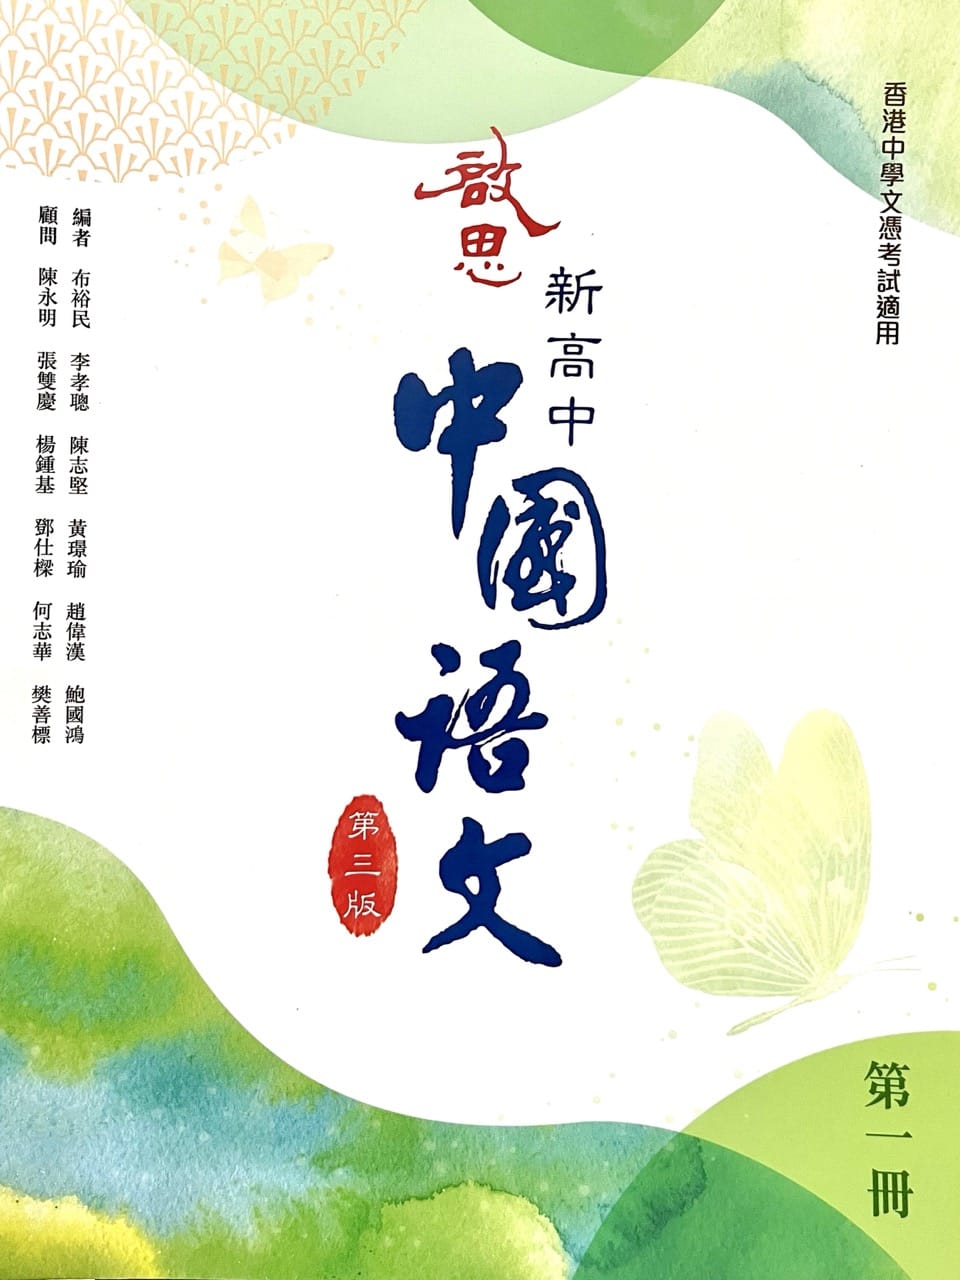 香港中學文憑考試適用
啟思
新高中
中國語文
第三版
編者 布裕民 李孝聰 陳志堅 黃璟瑜 趙偉漢 鮑國鴻
顧問 陳永明 張雙慶 楊鍾基 鄧仕樑 何志華 樊善標
第一冊